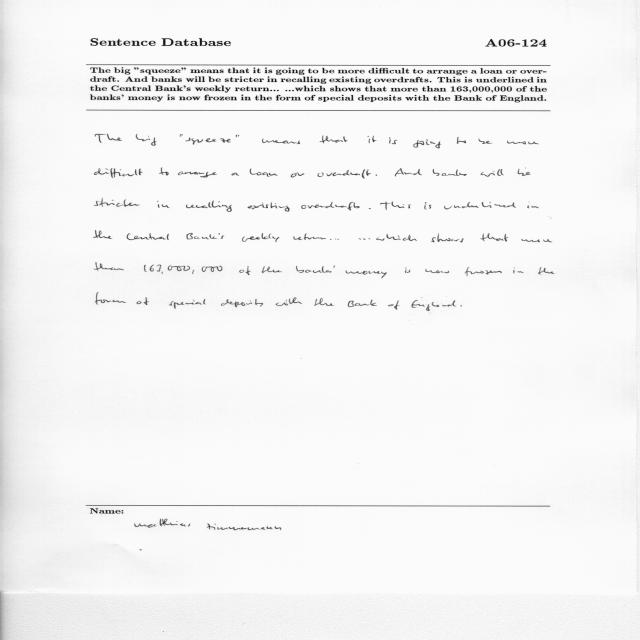 Sentence Database A06-124
The big "squeeze" means that it is going to be more difficult to arrange a loan or over-
draft. And banks will be stricter in recalling existing overdrafts. This is underlined in
the Central Bank's weekly return... ...which shows that more than 163,000,000 of the
banks' money is now frozen in the form of special deposits with the Bank of England.
The big "squeeze" means that it is going to be more
difficult to arrange a loan or overdraft. And banks will be
stricter in recalling existing overdrafts. This is underlined in
the Central Bank's weekly return... ...which shows that more
than 163,000,000 of the banks' money is now frozen in the
form of special deposits with the Bank of England.
Name:
matthias zimmermann